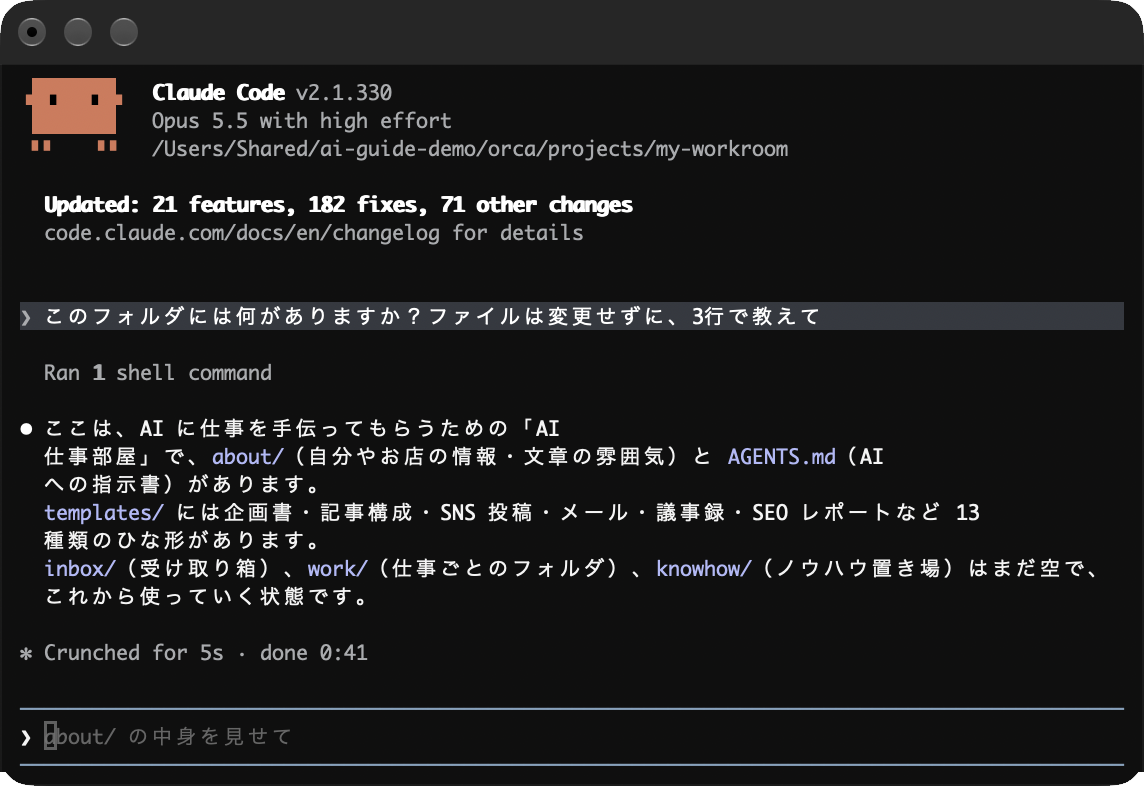 Claude Code v2.1.330
Opus 5.5 with high effort
/Users/Shared/ai-guide-demo/orca/projects/my-workroom
Updated: 21 features, 182 fixes, 71 other changes
code.claude.com/docs/en/changelog for details
❯ このフォルダには何がありますか？ファイルは変更せずに、3行で教えて
Ran 1 shell command
● ここは、AI に仕事を手伝ってもらうための「AI
仕事部屋」で、about/（自分やお店の情報・文章の雰囲気）と AGENTS.md（AI
への指示書）があります。
templates/ には企画書・記事構成・SNS 投稿・メール・議事録・SEO レポートなど 13
種類のひな形があります。
inbox/（受け取り箱）、work/（仕事ごとのフォルダ）、knowhow/（ノウハウ置き場）はまだ空で、
これから使っていく状態です。
* Crunched for 5s · done 0:41
❯ about/ の中身を見せて